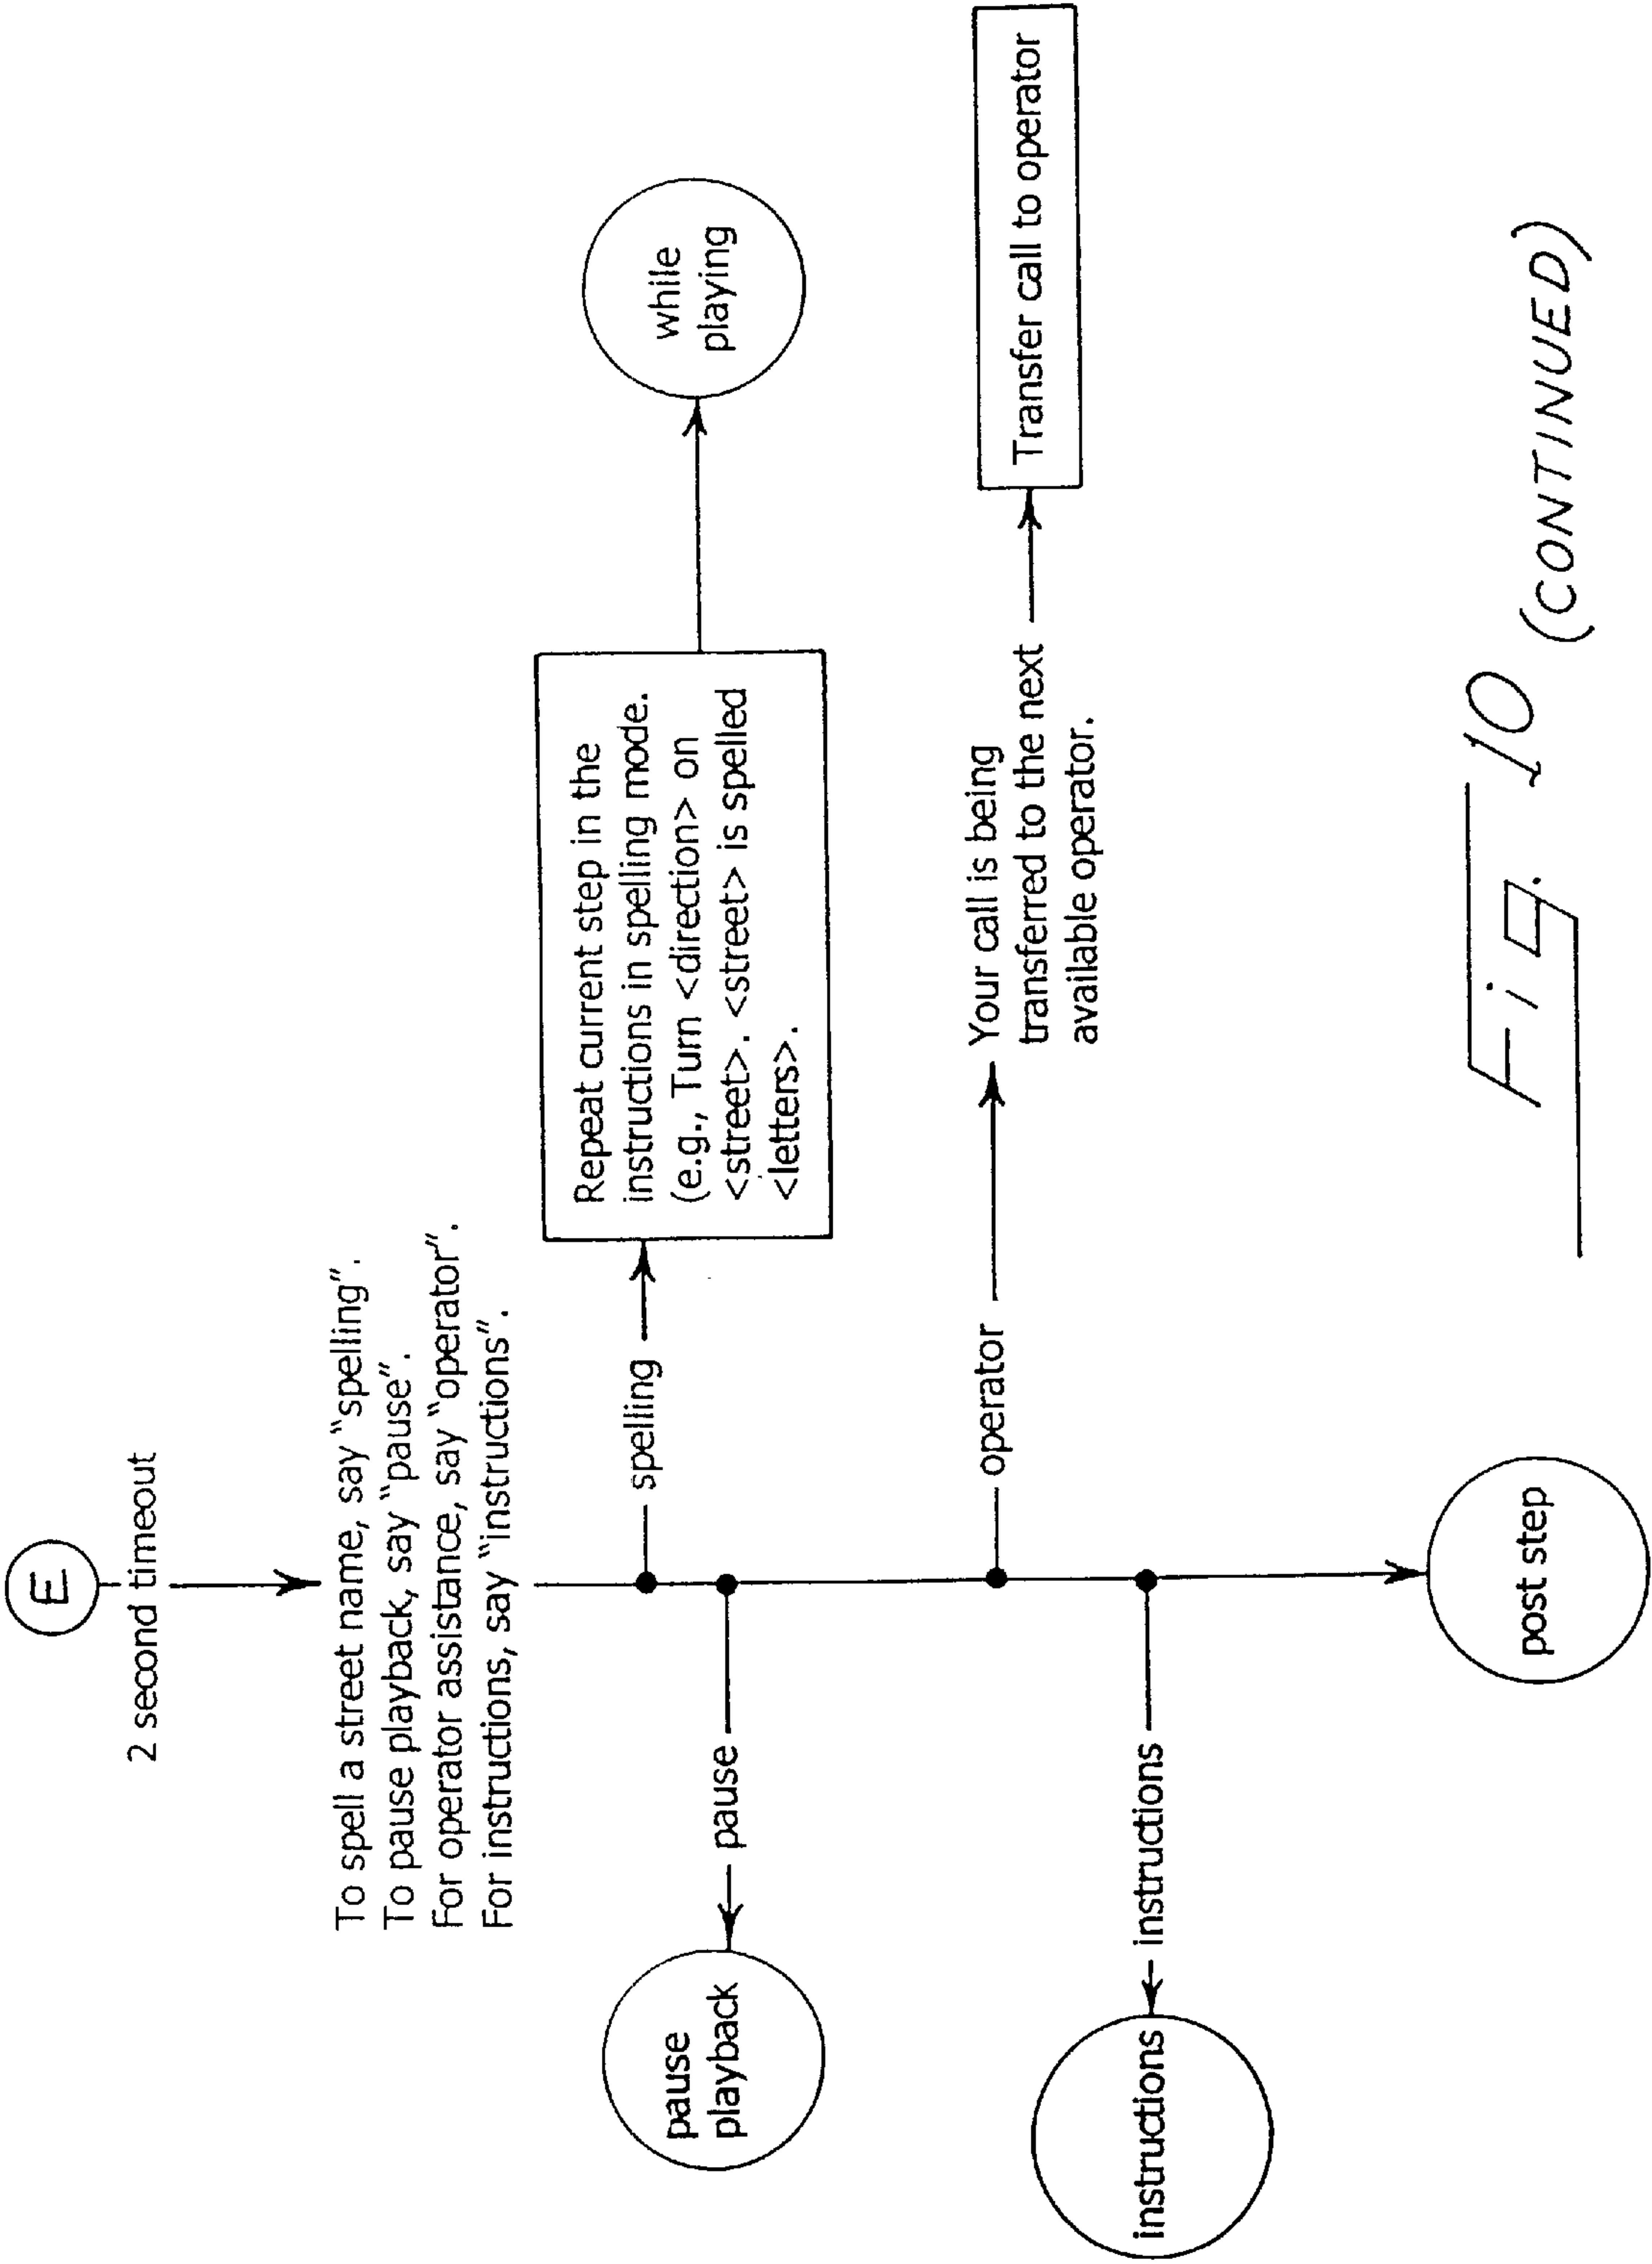 E
2 second timeout
To spell a street name, say "spelling".
To pause playback, say "pause".
For operator assistance, say "operator".
For instructions, say "instructions".
spelling
Repeat current step in the
instructions in spelling mode.
(e.g., Turn <direction> on
<street>. <street> is spelled
<letters>.
while
playing
pause
pause
playback
operator
Your call is being
transferred to the next
available operator.
Transfer call to operator
instructions
instructions
post step
Fig. 10 (CONTINUED)